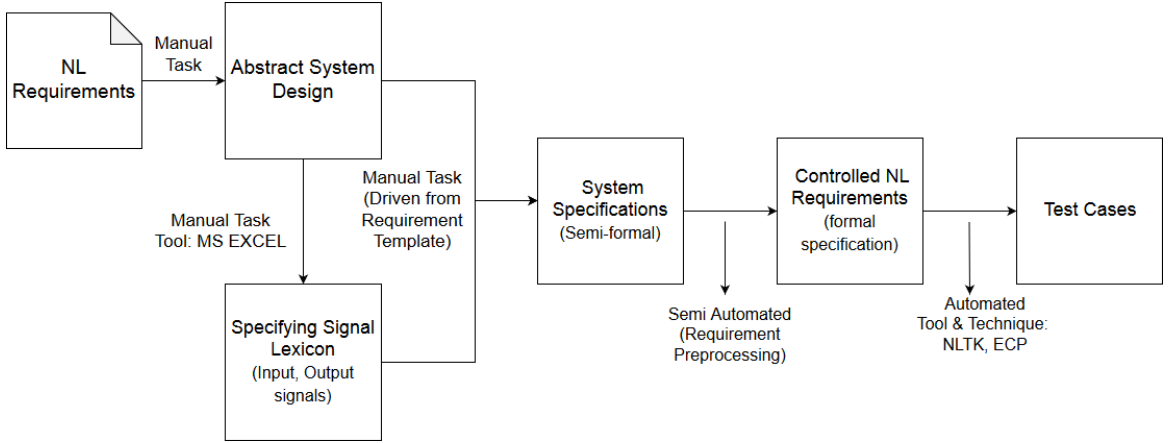 NL
Requirements
Manual
Task
Abstract System
Design
Manual Task
Tool: MS EXCEL
Specifying Signal
Lexicon
(Input, Output
signals)
Manual Task
(Driven from
Requirement
Template)
System
Specifications
(Semi-formal)
Semi Automated
(Requirement
Preprocessing)
Controlled NL
Requirements
(formal
specification)
Automated
Tool & Technique:
NLTK, ECP
Test Cases